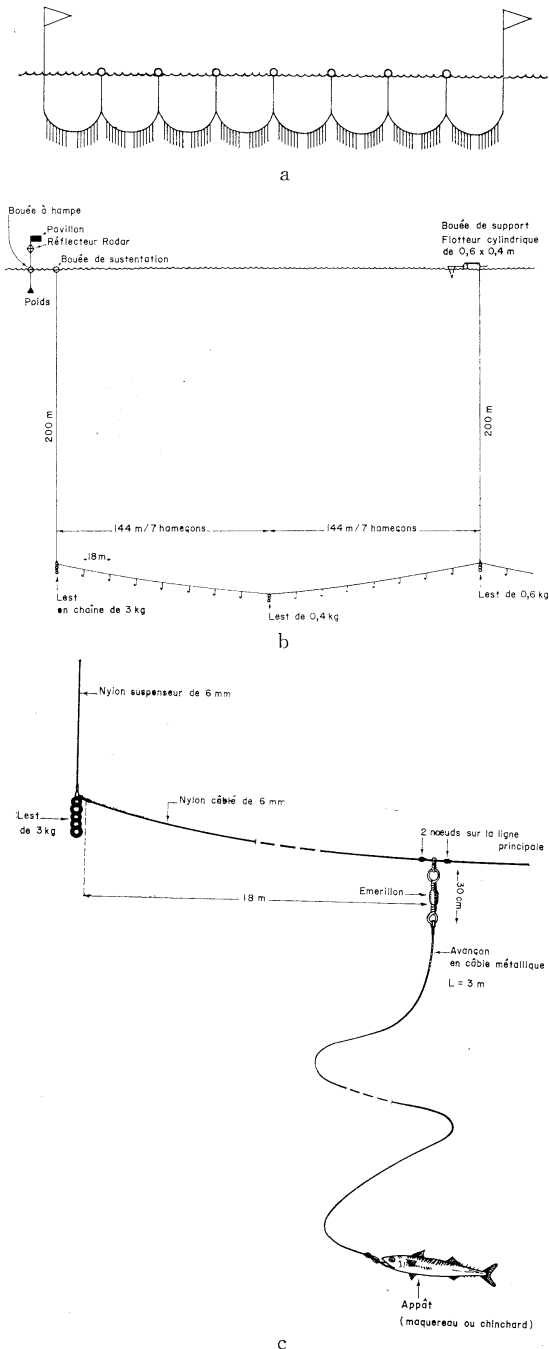 a
Bouée à hampe
Pavillon
Réflecteur Radar
Bouée de sustentation
Poids
Bouée de support
Flotteur cylindrique
de 0,6 x 0,4 m
200 m
200 m
144 m/7 hameçons
144 m/7 hameçons
18m
Lest
en chaîne de 3 kg
Lest de 0,4 kg
Lest de 0,6 kg
b
Nylon suspenseur de 6 mm
Nylon câblé de 6 mm
Lest
de 3 kg
2 nœuds sur la ligne
principale
18 m
Emerillon
30 cm
Avançon
en câble métallique
L = 3 m
Appât
(maquereau ou chinchard)
c